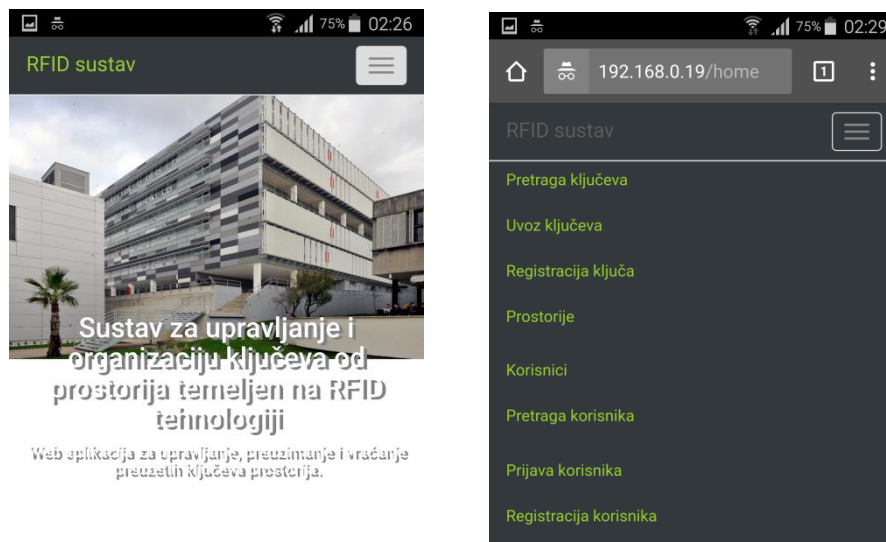 75% 02:26
RFID sustav
Sustav za upravljanje i
organizaciju ključeva od
prostorija temeljen na RFID
tehnologiji
Web aplikacija za upravljanje, preuzimanje i vraćanje
preuzetih ključeva prostorija.
75% 02:29
192.168.0.19/home
1
RFID sustav
Pretraga ključeva
Uvoz ključeva
Registracija ključa
Prostorije
Korisnici
Pretraga korisnika
Prijava korisnika
Registracija korisnika